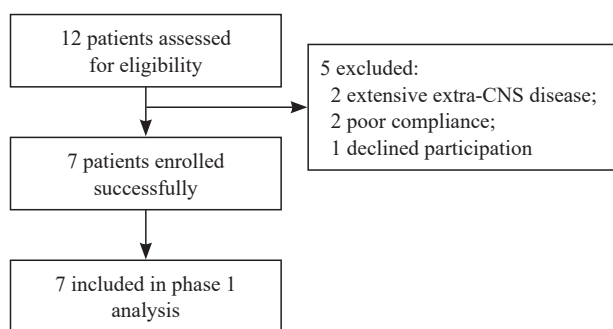 12 patients assessed
for eligibility
5 excluded:
2 extensive extra-CNS disease;
2 poor compliance;
1 declined participation
7 patients enrolled
successfully
7 included in phase 1
analysis